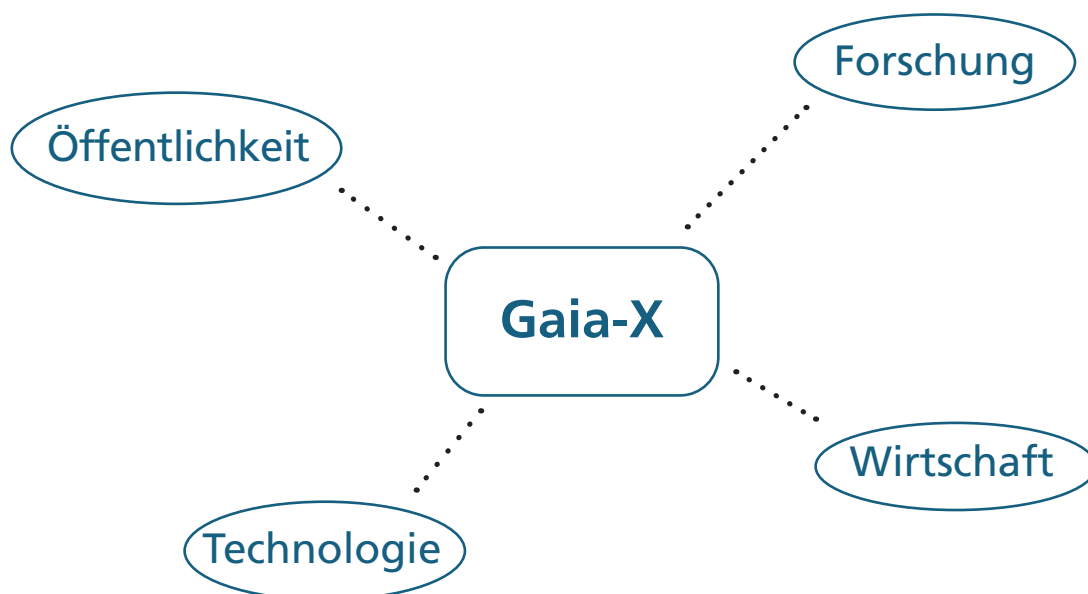 Forschung
Öffentlichkeit
Gaia-X
Wirtschaft
Technologie